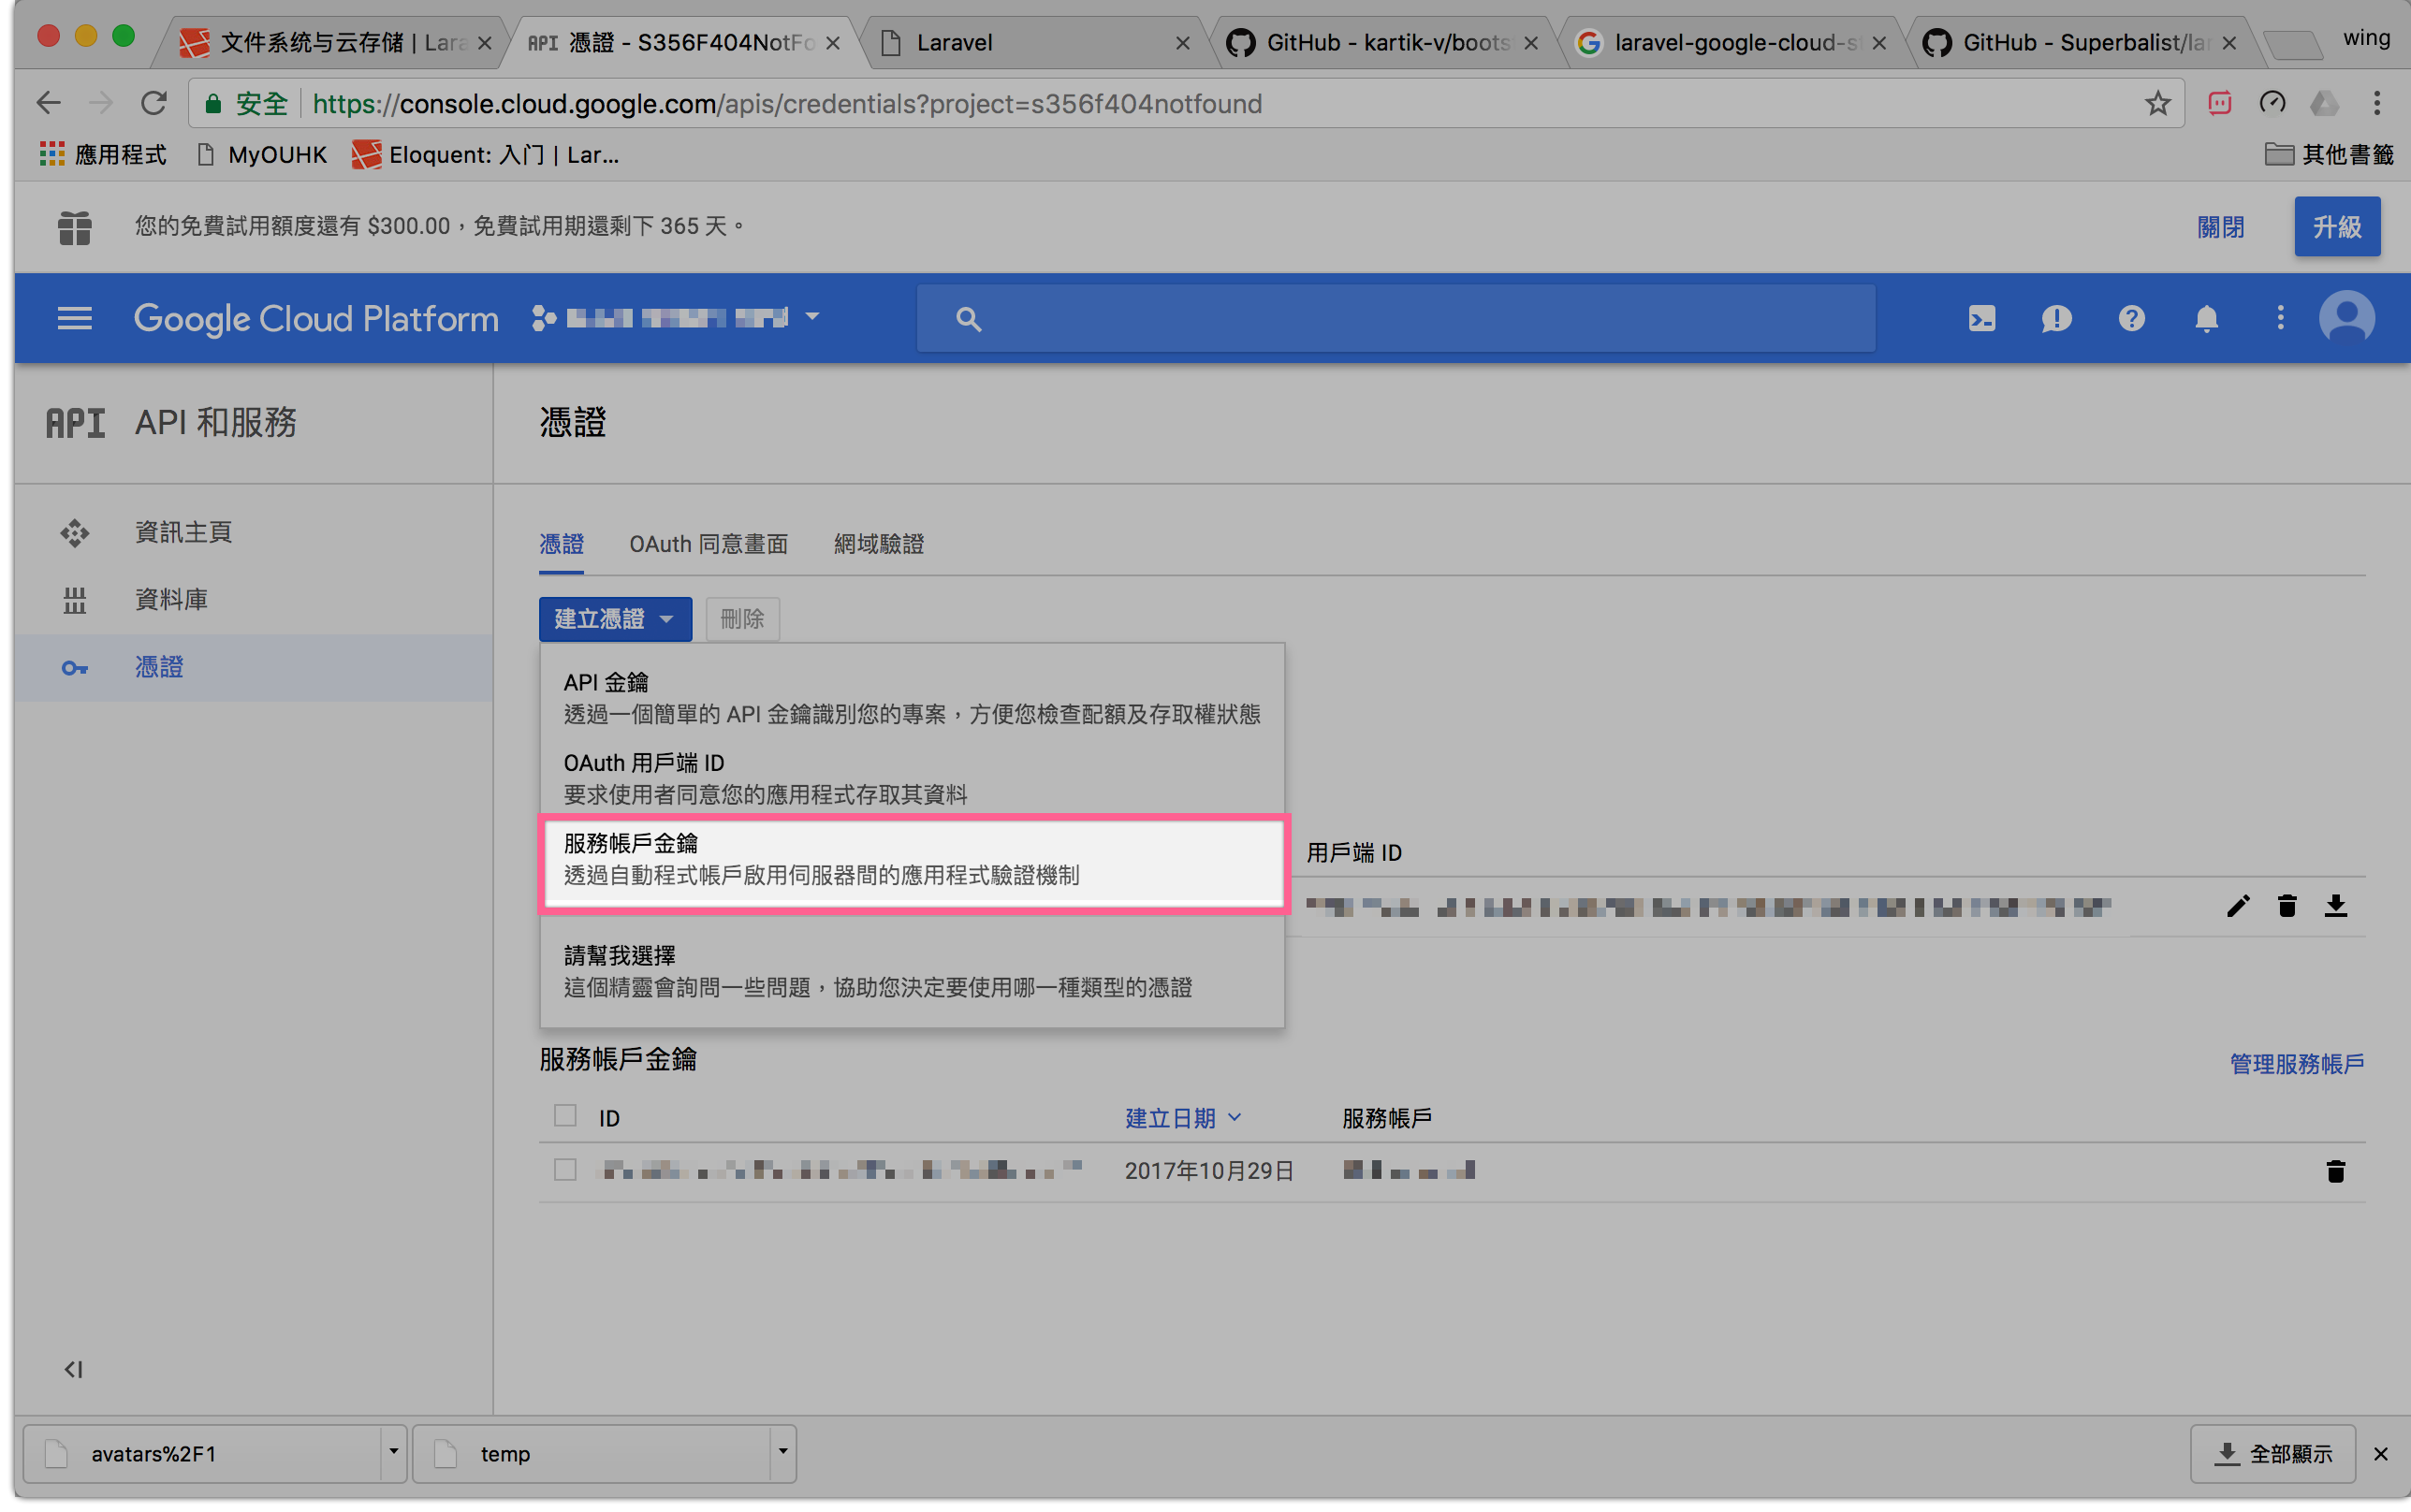 文件系统与云存储 | Lara
API 憑證 - S356F404NotFo
Laravel
GitHub - kartik-v/boots
laravel-google-cloud-s
GitHub - Superbalist/lar
wing
安全 https://console.cloud.google.com/apis/credentials?project=s356f404notfound
應用程式
MyOUHK
Eloquent: 入门 | Lar...
其他書籤
您的免費試用額度還有 $300.00，免費試用期還剩下 365 天。
關閉
升級
Google Cloud Platform
API API 和服務
憑證
資訊主頁
資料庫
憑證
憑證
OAuth 同意畫面
網域驗證
建立憑證
刪除
API 金鑰
透過一個簡單的 API 金鑰識別您的專案，方便您檢查配額及存取權狀態
OAuth 用戶端 ID
要求使用者同意您的應用程式存取其資料
服務帳戶金鑰
透過自動程式帳戶啟用伺服器間的應用程式驗證機制
請幫我選擇
這個精靈會詢問一些問題，協助您決定要使用哪一種類型的憑證
用戶端 ID
服務帳戶金鑰
管理服務帳戶
ID
建立日期
服務帳戶
2017年10月29日
avatars%2F1
temp
全部顯示